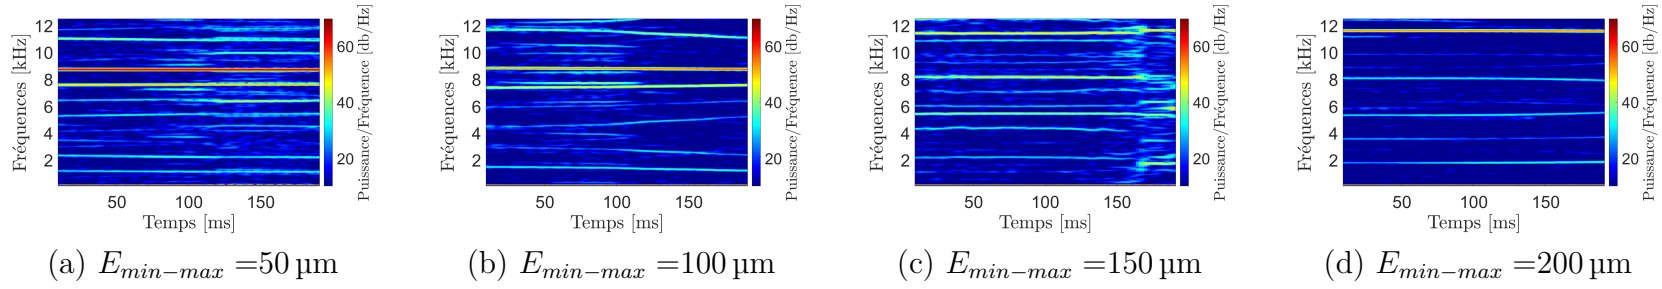 12
10
8
6
4
2
Fréquences [kHz]
50 100 150
Temps [ms]
60
40
20
Puissance/Fréquence [db/Hz]
12
10
8
6
4
2
Fréquences [kHz]
50 100 150
Temps [ms]
60
40
20
Puissance/Fréquence [db/Hz]
12
10
8
6
4
2
Fréquences [kHz]
50 100 150
Temps [ms]
60
40
20
Puissance/Fréquence [db/Hz]
12
10
8
6
4
2
Fréquences [kHz]
50 100 150
Temps [ms]
60
40
20
Puissance/Fréquence [db/Hz]
(a) E_{min−max} =50 µm
(b) E_{min−max} =100 µm
(c) E_{min−max} =150 µm
(d) E_{min−max} =200 µm